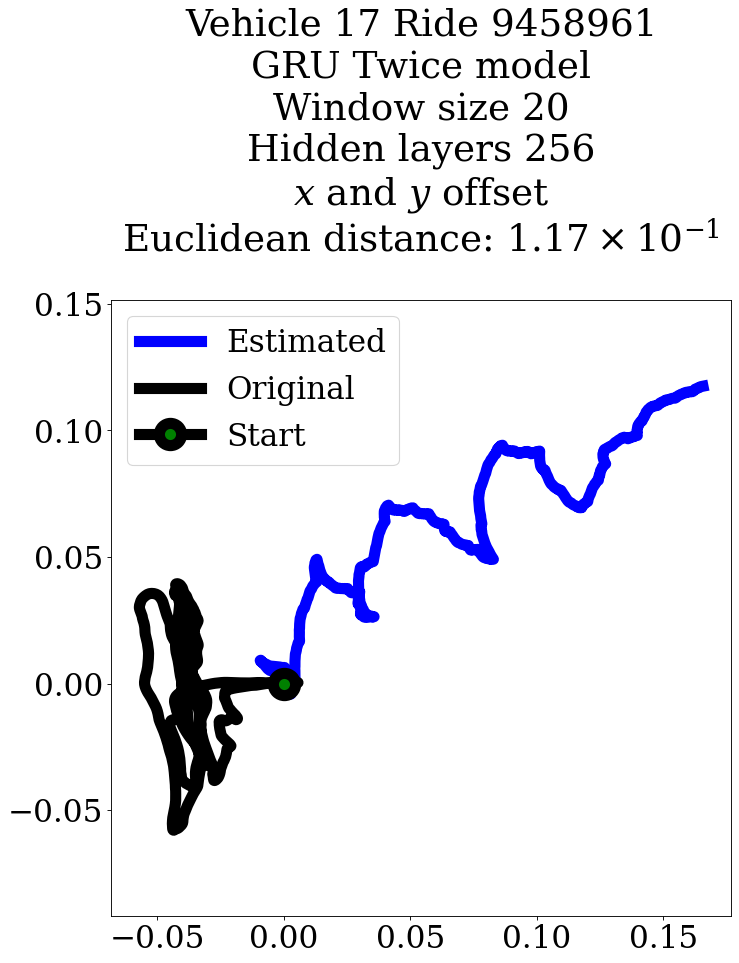 Vehicle 17 Ride 9458961
GRU Twice model
Window size 20
Hidden layers 256
x and y offset
Euclidean distance: 1.17 × 10⁻¹
0.15
0.10
0.05
0.00
−0.05
Estimated
Original
Start
−0.05 0.00 0.05 0.10 0.15